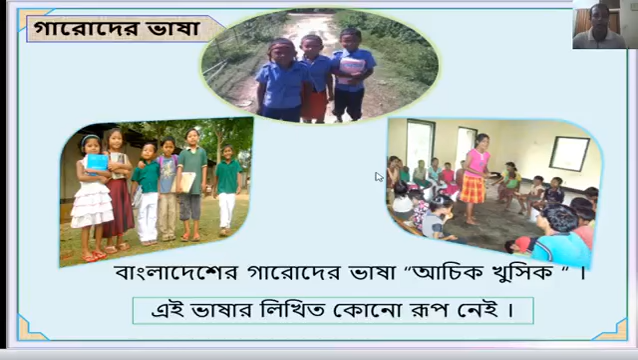 গারোদের ভাষা
বাংলাদেশের গারোদের ভাষা “আচিক খুসিক “ ।
এই ভাষার লিখিত কোনো রূপ নেই ।